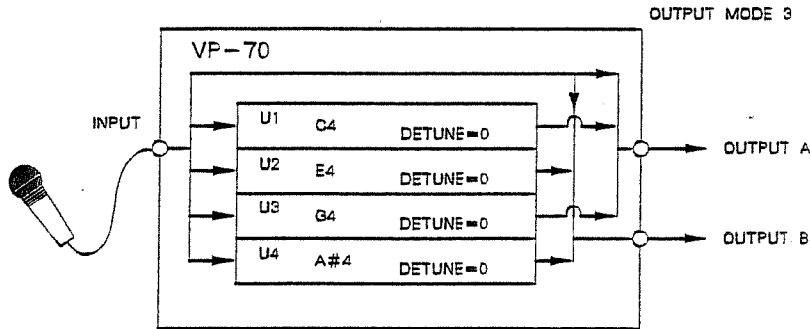 OUTPUT MODE 3
VP-70
INPUT
U1 C4 DETUNE=0
U2 E4 DETUNE=0
U3 G4 DETUNE=0
U4 A#4 DETUNE=0
OUTPUT A
OUTPUT B